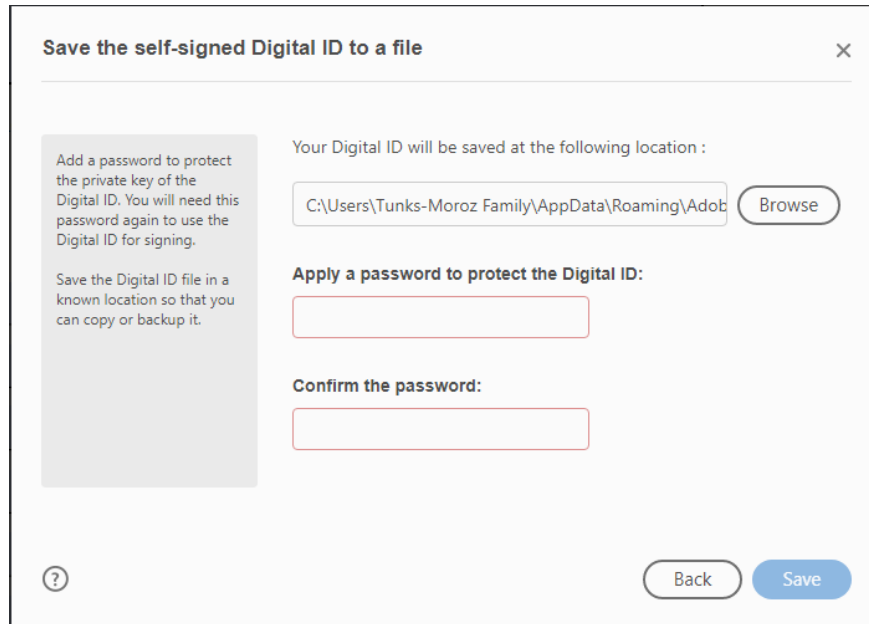 Save the self-signed Digital ID to a file
Add a password to protect
the private key of the
Digital ID. You will need this
password again to use the
Digital ID for signing.
Save the Digital ID file in a
known location so that you
can copy or backup it.
Your Digital ID will be saved at the following location :
C:\Users\Tunks-Moroz Family\AppData\Roaming\Adob
Browse
Apply a password to protect the Digital ID:
Confirm the password:
?
Back
Save